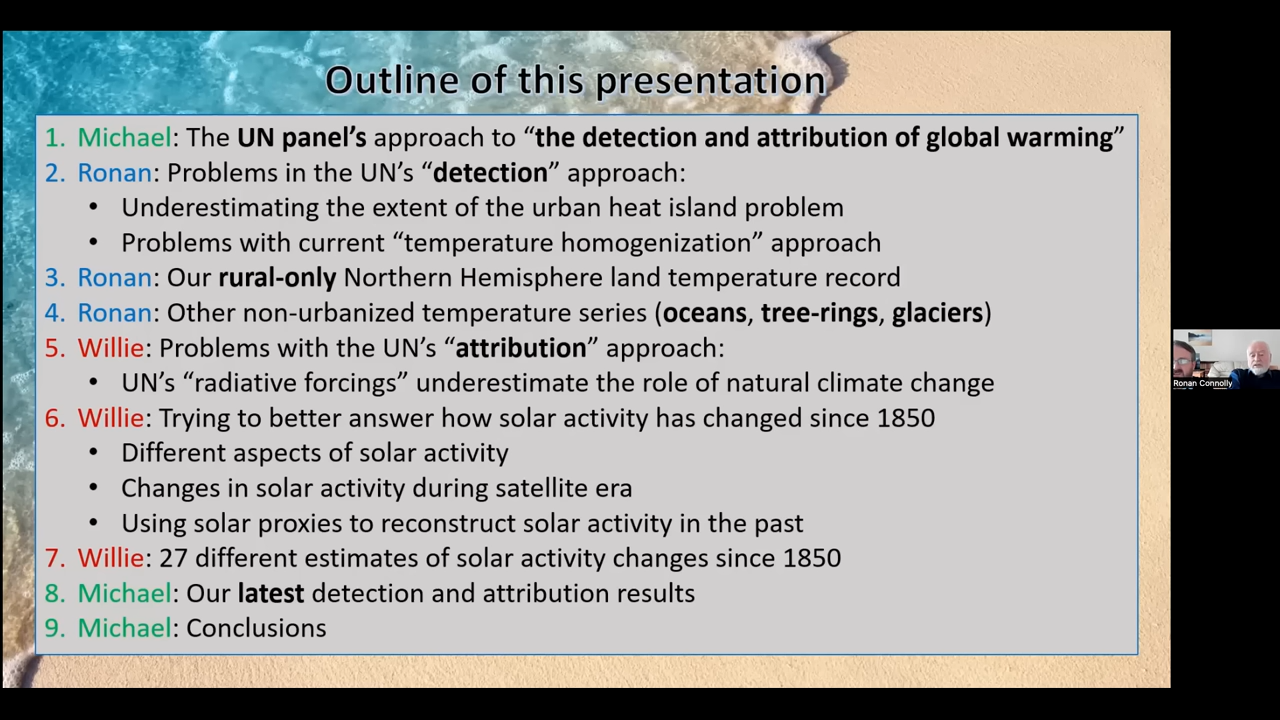 Outline of this presentation
1. Michael: The UN panel’s approach to “the detection and attribution of global warming”
2. Ronan: Problems in the UN’s “detection” approach:
• Underestimating the extent of the urban heat island problem
• Problems with current “temperature homogenization” approach
3. Ronan: Our rural-only Northern Hemisphere land temperature record
4. Ronan: Other non-urbanized temperature series (oceans, tree-rings, glaciers)
5. Willie: Problems with the UN’s “attribution” approach:
• UN’s “radiative forcings” underestimate the role of natural climate change
6. Willie: Trying to better answer how solar activity has changed since 1850
• Different aspects of solar activity
• Changes in solar activity during satellite era
• Using solar proxies to reconstruct solar activity in the past
7. Willie: 27 different estimates of solar activity changes since 1850
8. Michael: Our latest detection and attribution results
9. Michael: Conclusions
Ronan Connolly